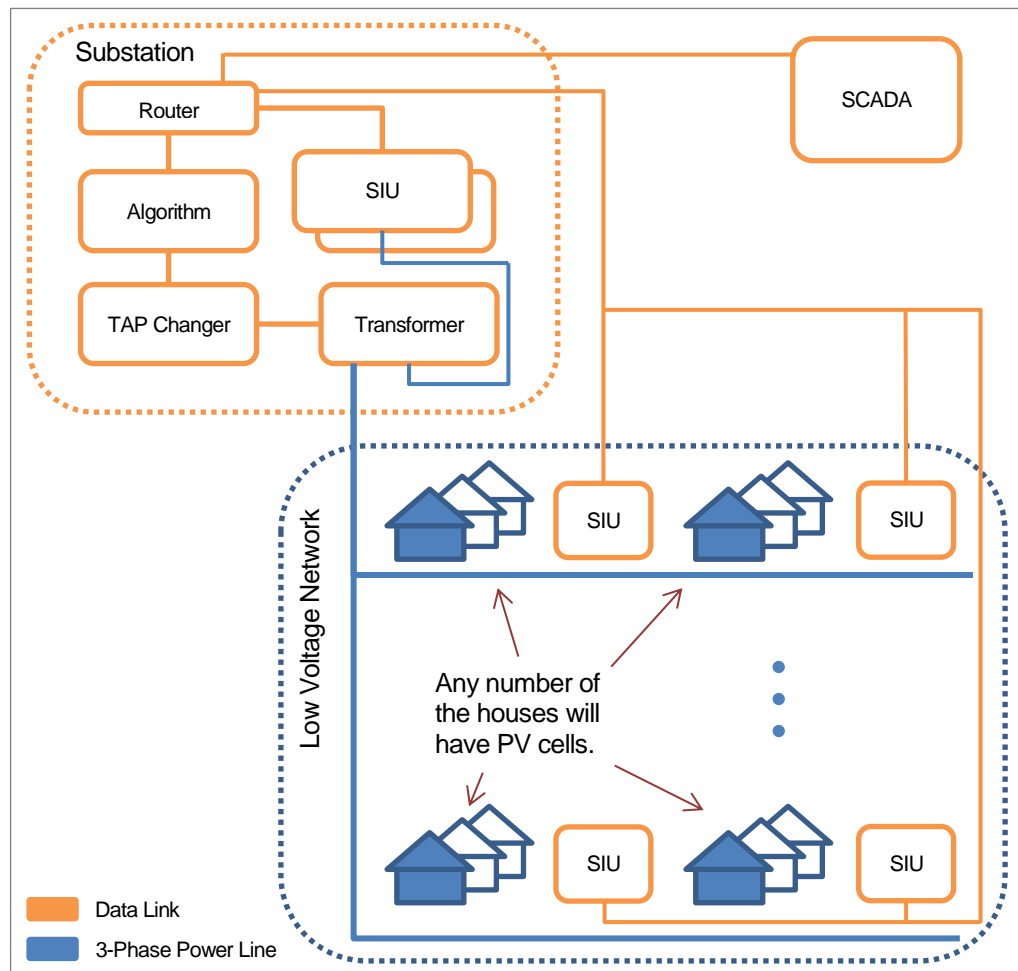 Substation
Router
SCADA
SIU
Algorithm
TAP Changer
Transformer
Low Voltage Network
SIU
SIU
Any number of
the houses will
have PV cells.
SIU
SIU
Data Link
3-Phase Power Line